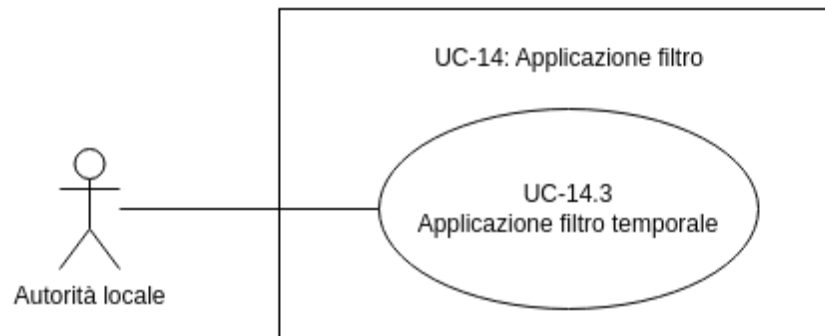 UC-14: Applicazione filtro
UC-14.3
Applicazione filtro temporale
Autorità locale